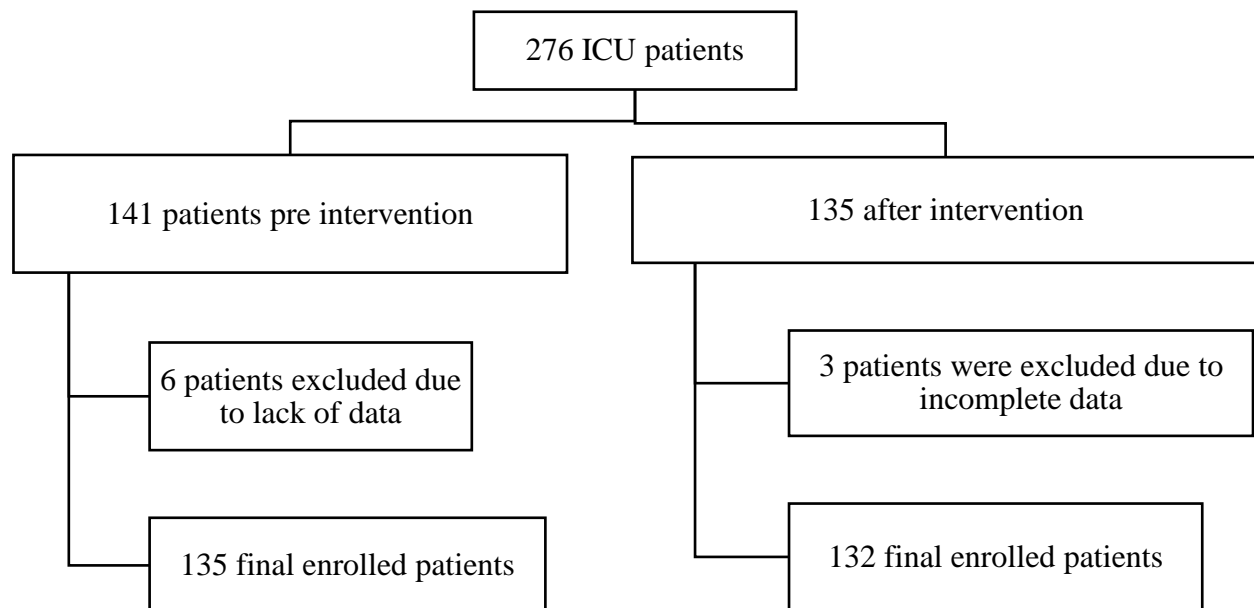 276 ICU patients
141 patients pre intervention
135 after intervention
6 patients excluded due
to lack of data
3 patients were excluded due to
incomplete data
135 final enrolled patients
132 final enrolled patients